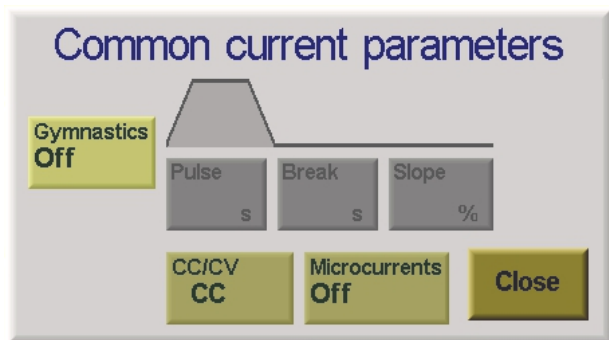 Common current parameters
Gymnastics
Off
Pulse
s
Break
s
Slope
%
CC/CV
CC
Microcurrents
Off
Close